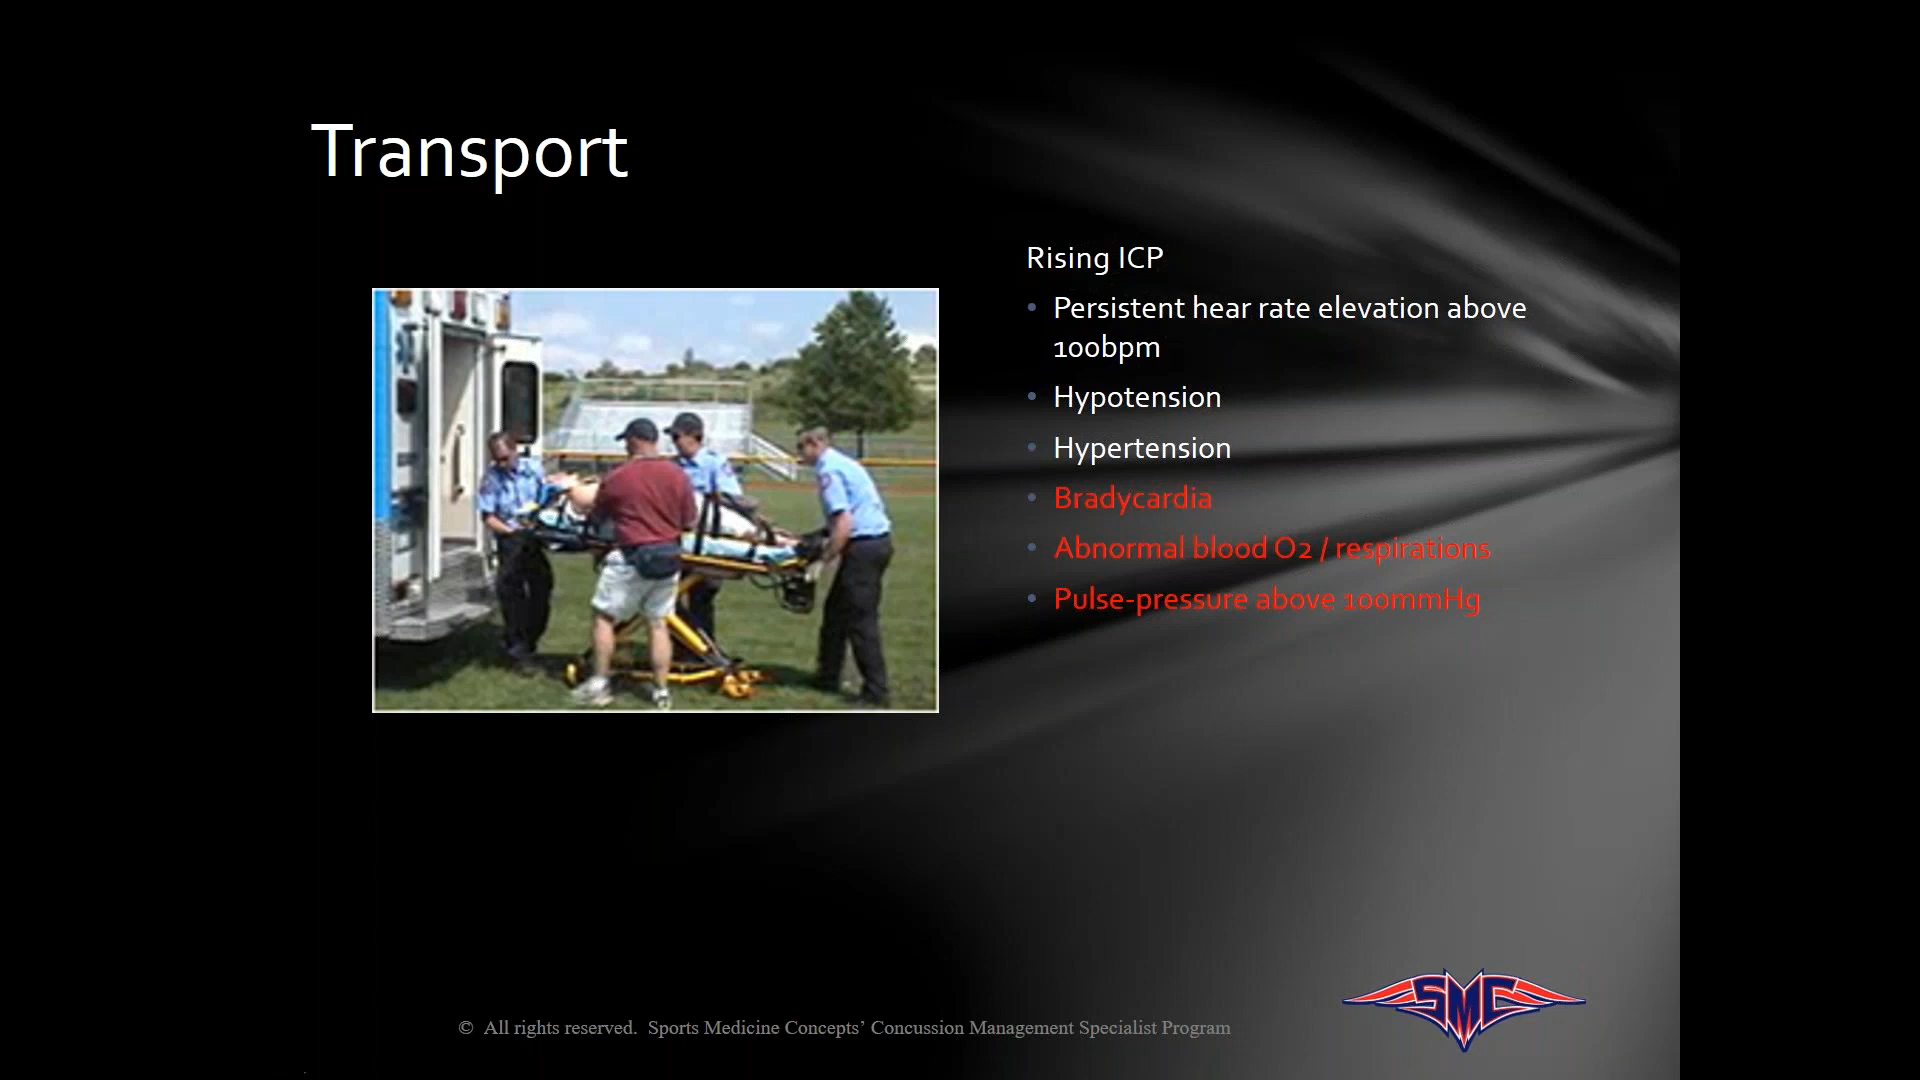 Transport
Rising ICP
• Persistent hear rate elevation above
100bpm
• Hypotension
• Hypertension
• Bradycardia
• Abnormal blood O2 / respirations
• Pulse-pressure above 100mmHg
SMC
© All rights reserved. Sports Medicine Concepts’ Concussion Management Specialist Program